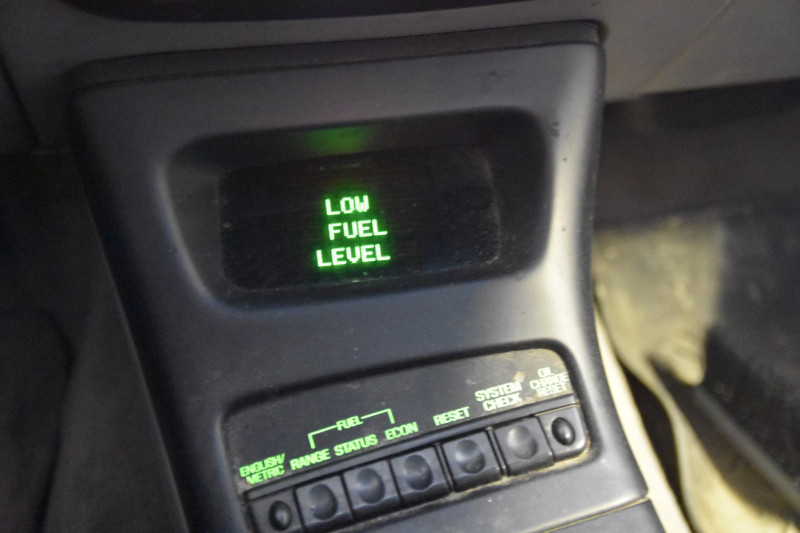 LOW
FUEL
LEVEL
FUEL
ENGLISH/
METRIC
RANGE
STATUS
ECON
RESET
SYSTEM
CHECK
OIL
CHANGE
RESET